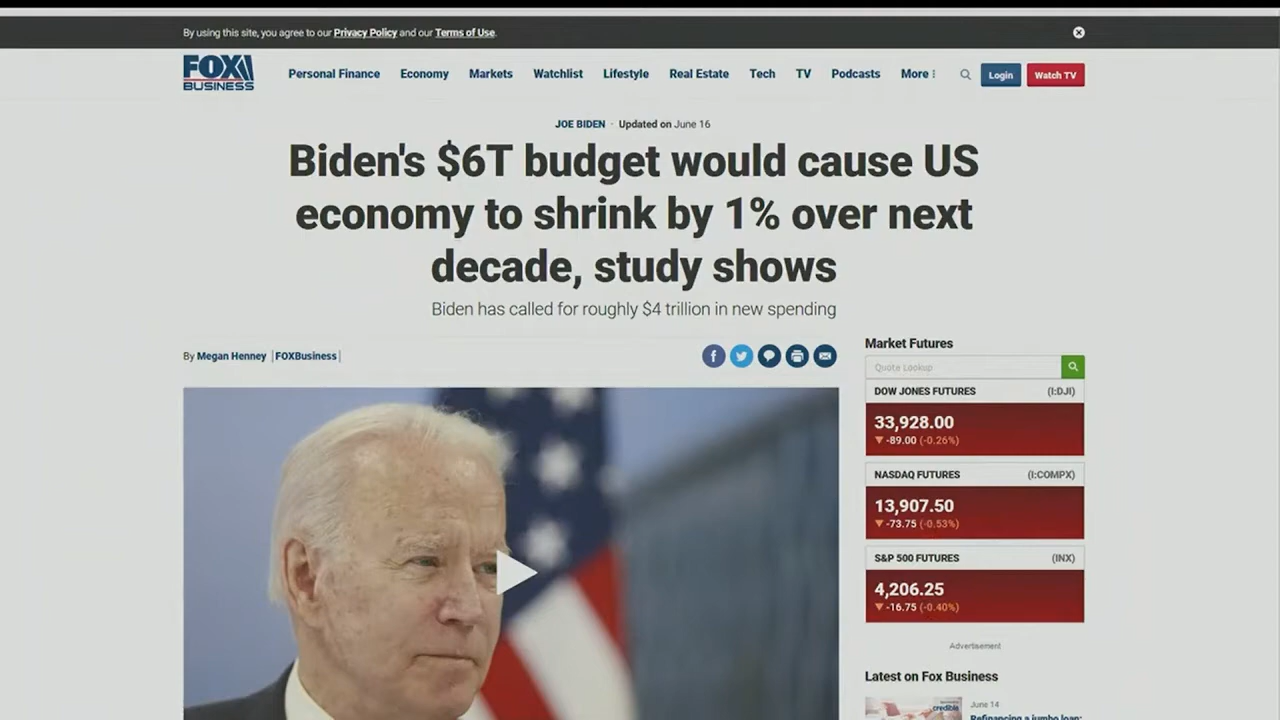 By using this site, you agree to our Privacy Policy and our Terms of Use.
FOX BUSINESS
Personal Finance Economy Markets Watchlist Lifestyle Real Estate Tech TV Podcasts More Login Watch TV
JOE BIDEN · Updated on June 16
Biden's $6T budget would cause US
economy to shrink by 1% over next
decade, study shows
Biden has called for roughly $4 trillion in new spending
By Megan Henney | FOXBusiness |
Market Futures
Quote Lookup
DOW JONES FUTURES (I:DJI)
33,928.00
▼ -89.00 (-0.26%)
NASDAQ FUTURES (I:COMPX)
13,907.50
▼ -73.75 (-0.53%)
S&P 500 FUTURES (INX)
4,206.25
▼ -16.75 (-0.40%)
Advertisement
Latest on Fox Business
credible
June 14
Refinancing a jumbo loan: